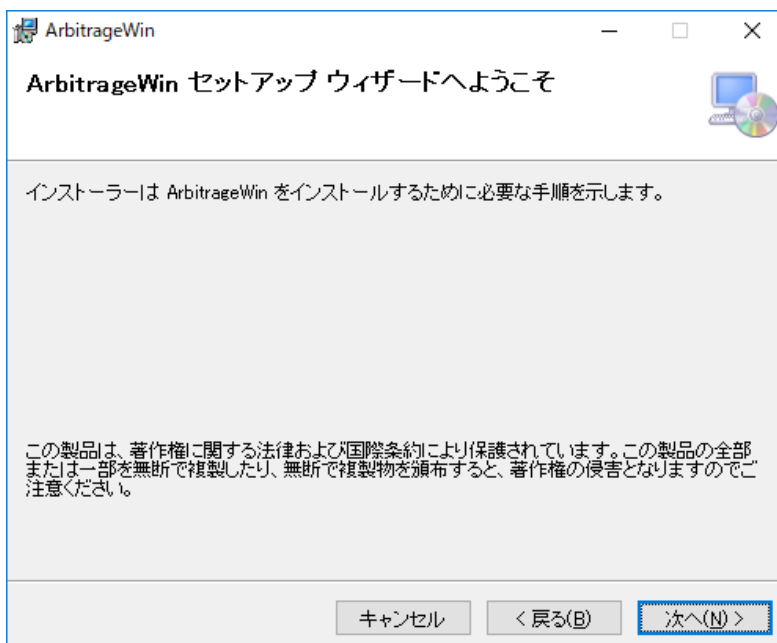 ArbitrageWin
ArbitrageWin セットアップ ウィザードへようこそ
インストーラーは ArbitrageWin をインストールするために必要な手順を示します。
この製品は、著作権に関する法律および国際条約により保護されています。この製品の全部
または一部を無断で複製したり、無断で複製物を頒布すると、著作権の侵害となりますのでご
注意ください。
キャンセル
< 戻る(B)
次へ(N) >